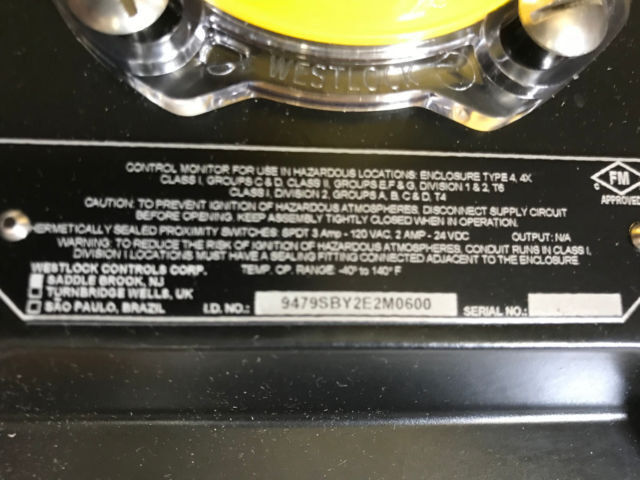 WESTLOCK
CONTROL MONITOR FOR USE IN HAZARDOUS LOCATIONS: ENCLOSURE TYPE 4, 4X
CLASS I, GROUPS C & D, CLASS II, GROUPS E,F & G, DIVISION 1 & 2, T6
CLASS I, DIVISION 2, GROUPS A, B, C & D, T4
C FM
APPROVED
CAUTION: TO PREVENT IGNITION OF HAZARDOUS ATMOSPHERES, DISCONNECT SUPPLY CIRCUIT
BEFORE OPENING. KEEP ASSEMBLY TIGHTLY CLOSED WHEN IN OPERATION.
HERMETICALLY SEALED PROXIMITY SWITCHES: SPDT 3 Amp - 120 VAC, 2 AMP - 24 VDC OUTPUT: N/A
WARNING: TO REDUCE THE RISK OF IGNITION OF HAZARDOUS ATMOSPHERES, CONDUIT RUNS IN CLASS I,
DIVISION I LOCATIONS MUST HAVE A SEALING FITTING CONNECTED ADJACENT TO THE ENCLOSURE.
WESTLOCK CONTROLS CORP. TEMP. OP. RANGE: -40° to 140° F
SADDLE BROOK, NJ
TURNBRIDGE WELLS, UK
SÃO PAULO, BRAZIL I.D. NO.: 9479SBY2E2M0600 SERIAL NO.: